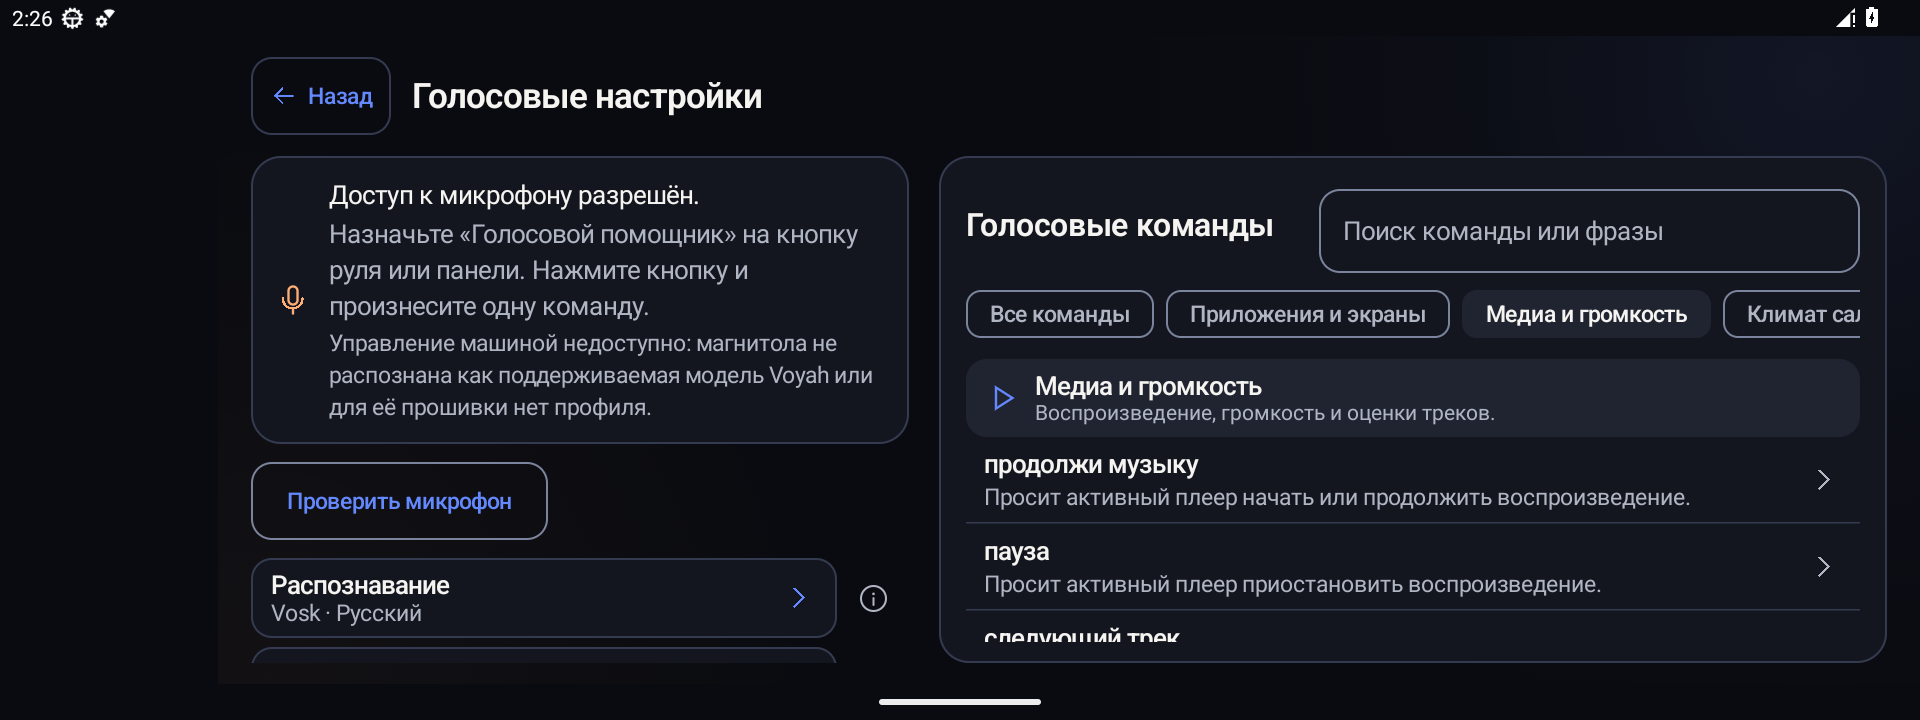 2:26
Назад
Голосовые настройки
Доступ к микрофону разрешён.
Назначьте «Голосовой помощник» на кнопку
руля или панели. Нажмите кнопку и
произнесите одну команду.
Управление машиной недоступно: магнитола не
распознана как поддерживаемая модель Voyah или
для её прошивки нет профиля.
Проверить микрофон
Распознавание
Vosk · Русский
Голосовые команды
Поиск команды или фразы
Все команды
Приложения и экраны
Медиа и громкость
Климат сал
Медиа и громкость
Воспроизведение, громкость и оценки треков.
продолжи музыку
Просит активный плеер начать или продолжить воспроизведение.
пауза
Просит активный плеер приостановить воспроизведение.
следующий трек